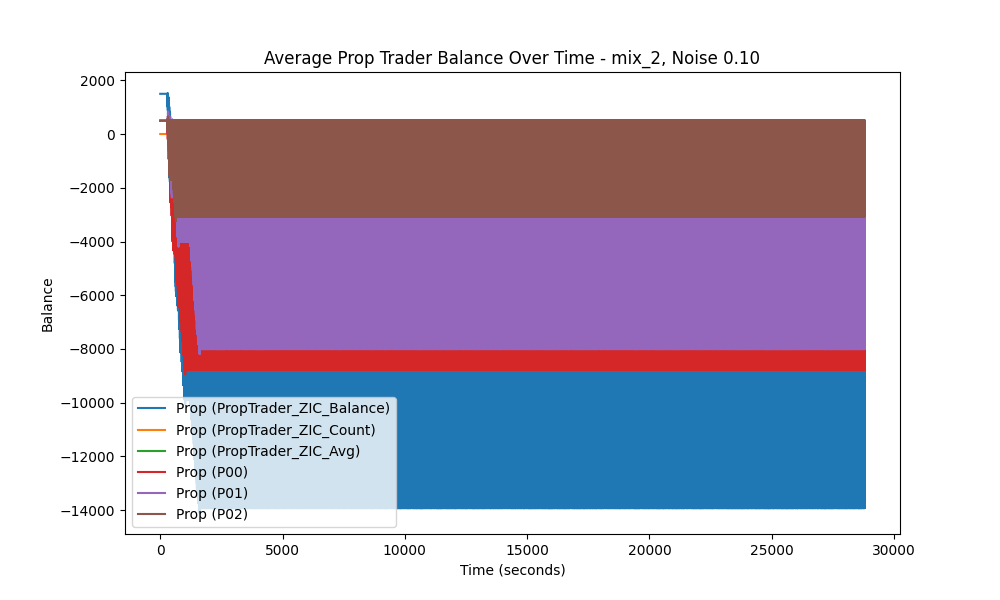 Average Prop Trader Balance Over Time - mix_2, Noise 0.10
2000
0
−2000
−4000
−6000
−8000
−10000
−12000
−14000
Balance
Prop (PropTrader_ZIC_Balance)
Prop (PropTrader_ZIC_Count)
Prop (PropTrader_ZIC_Avg)
Prop (P00)
Prop (P01)
Prop (P02)
0 5000 10000 15000 20000 25000 30000
Time (seconds)